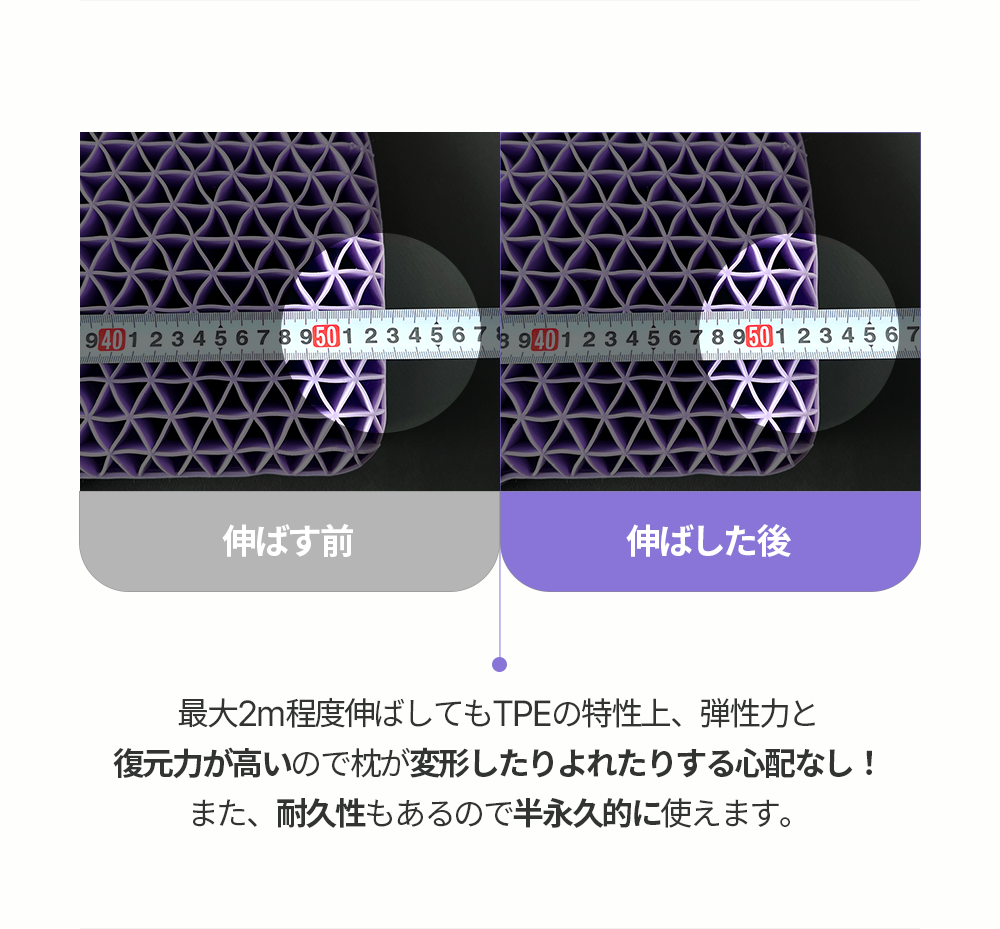 9 40 1 2 3 4 5 6 7 8 9 50 1 2 3 4 5 6 7 8
8 9 40 1 2 3 4 5 6 7 8 9 50 1 2 3 4 5 6 7
伸ばす前
伸ばした後
最大2m程度伸ばしてもTPEの特性上、弾性力と
復元力が高いので枕が変形したりよれたりする心配なし！
また、耐久性もあるので半永久的に使えます。